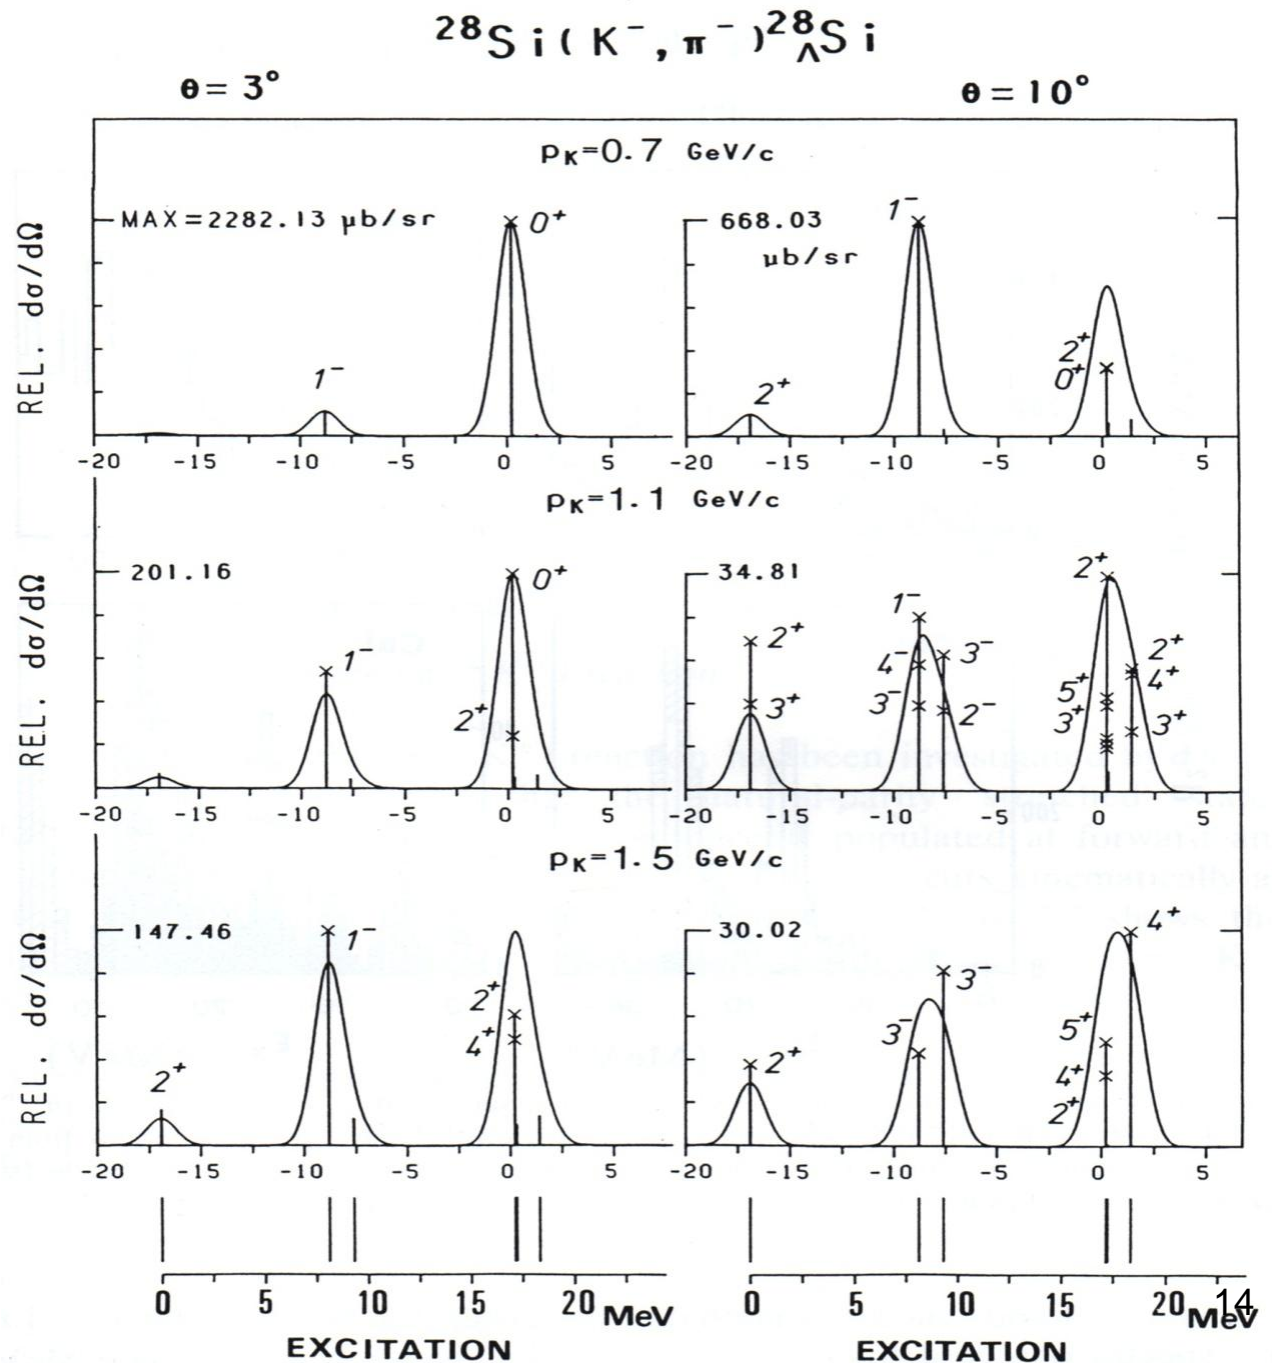 ²⁸Si(K⁻,π⁻)²⁸ΛSi
θ=3°
θ=10°
pK=0.7 GeV/c
REL. dσ/dΩ
MAX=2282.13 μb/sr
0⁺
1⁻
668.03
μb/sr
1⁻
2⁺
2⁺
0⁺
-20 -15 -10 -5 0 5
-20 -15 -10 -5 0 5
pK=1.1 GeV/c
REL. dσ/dΩ
201.16
0⁺
1⁻
2⁺
34.81
2⁺
3⁺
1⁻
4⁻
3⁻
3⁻
2⁻
2⁺
5⁺
3⁺
2⁺
4⁺
3⁺
-20 -15 -10 -5 0 5
-20 -15 -10 -5 0 5
pK=1.5 GeV/c
REL. dσ/dΩ
147.46
2⁺
1⁻
2⁺
4⁺
30.02
2⁺
3⁻
3⁻
4⁺
5⁺
4⁺
2⁺
-20 -15 -10 -5 0 5
-20 -15 -10 -5 0 5
0 5 10 15 20 MeV
EXCITATION
0 5 10 15 20 MeV
EXCITATION
14